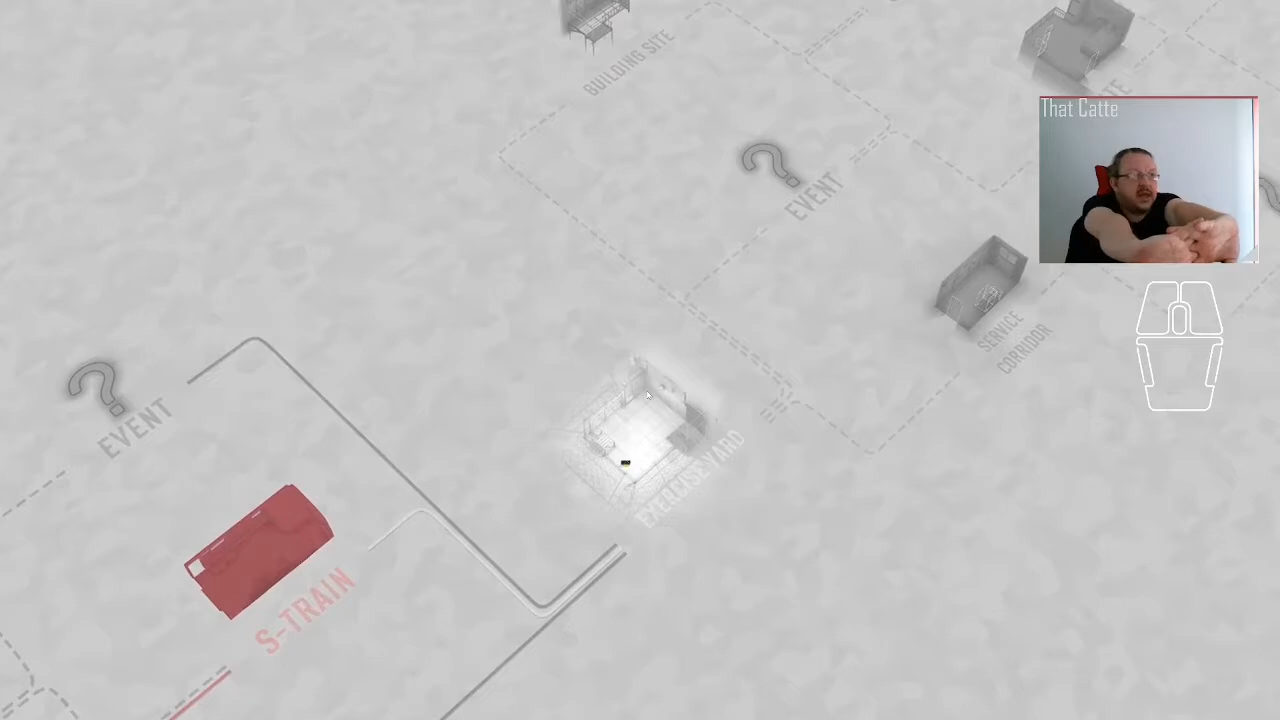 BUILDING SITE
That Catte
EVENT
SERVICE
CORRIDOR
EVENT
EXERCISE YARD
S-TRAIN